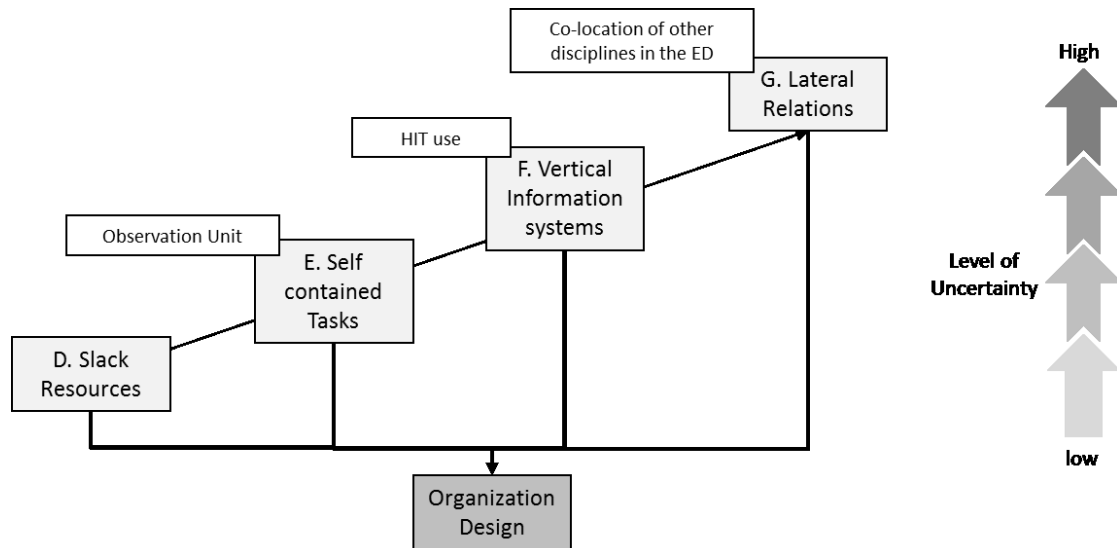 Co-location of other
disciplines in the ED
G. Lateral
Relations
HIT use
F. Vertical
Information
systems
Observation Unit
E. Self
contained
Tasks
D. Slack
Resources
Organization
Design
High
Level of
Uncertainty
low